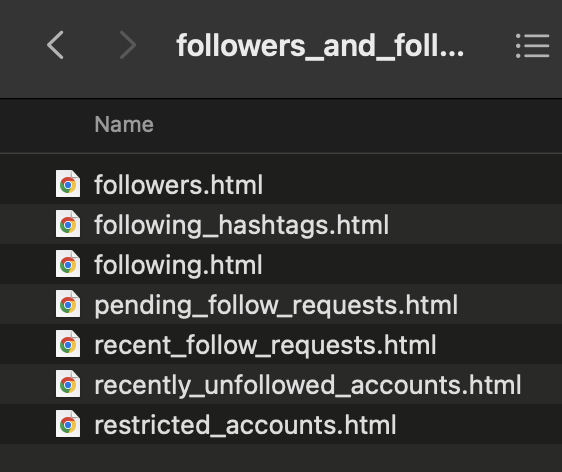 followers_and_foll...
Name
followers.html
following_hashtags.html
following.html
pending_follow_requests.html
recent_follow_requests.html
recently_unfollowed_accounts.html
restricted_accounts.html